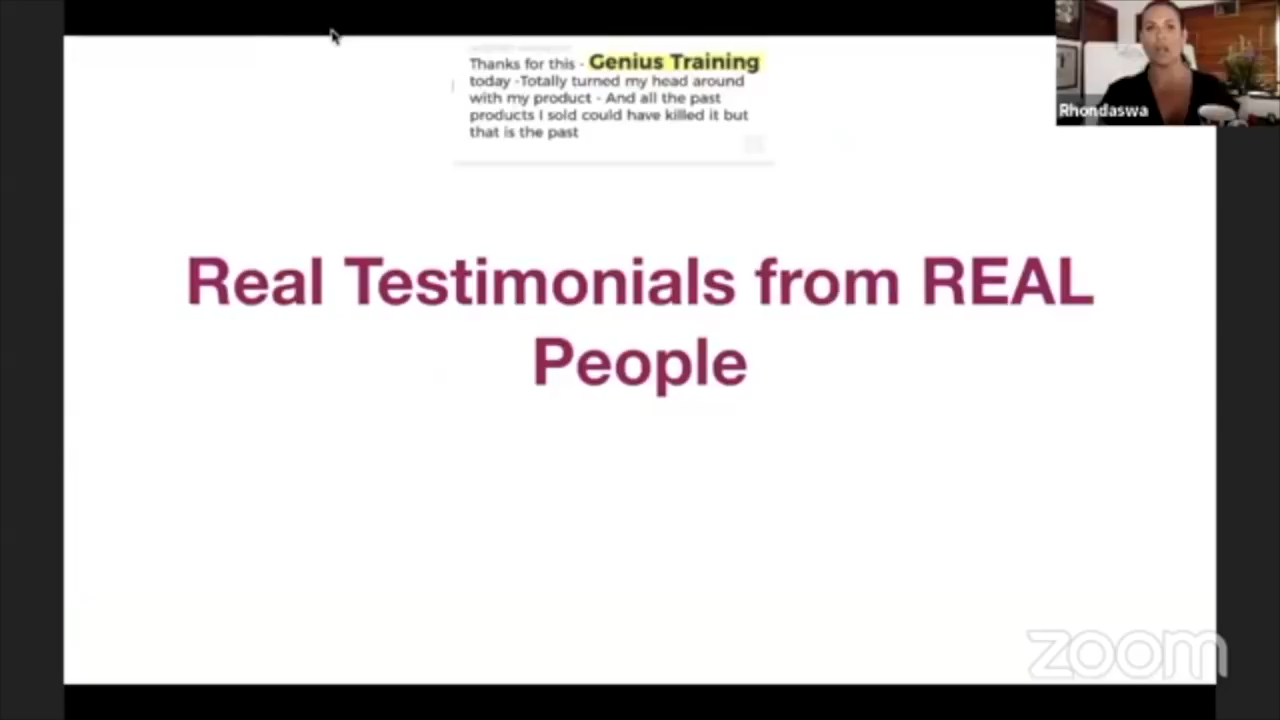 Thanks for this - Genius Training
today -Totally turned my head around
with my product - And all the past
products I sold could have killed it but
that is the past
Rhondaswa
Real Testimonials from REAL
People
zoom